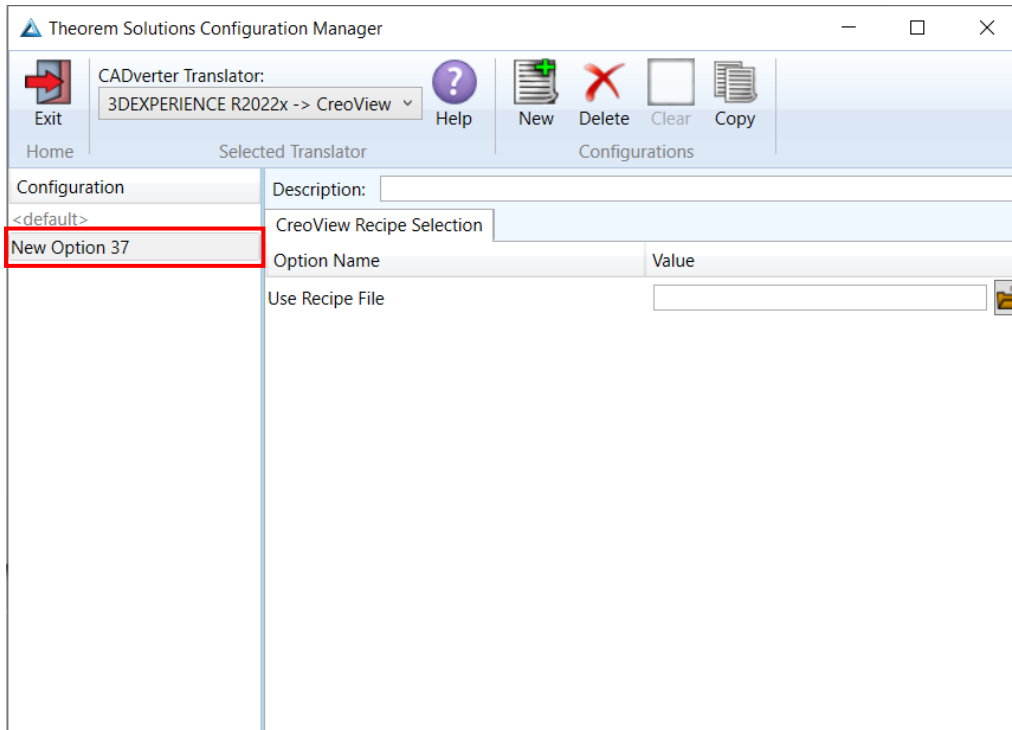 Theorem Solutions Configuration Manager
CADverter Translator:
3DEXPERIENCE R2022x -> CreoView
Exit
Help
New
Delete
Clear
Copy
Home
Selected Translator
Configurations
Configuration
Description:
<default>
CreoView Recipe Selection
New Option 37
Option Name
Value
Use Recipe File